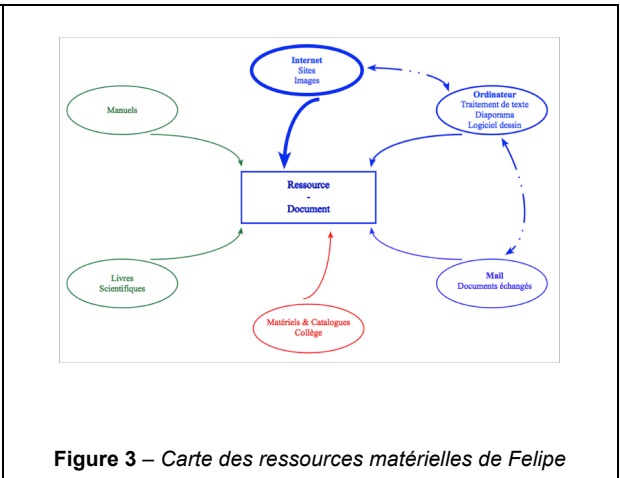 Internet
Sites
Images
Manuels
Ordinateur
Traitement de texte
Diaporama
Logiciel dessin
Ressource
-
Document
Livres
Scientifiques
Mail
Documents échangés
Matériels & Catalogues
Collège
Figure 3 – Carte des ressources matérielles de Felipe